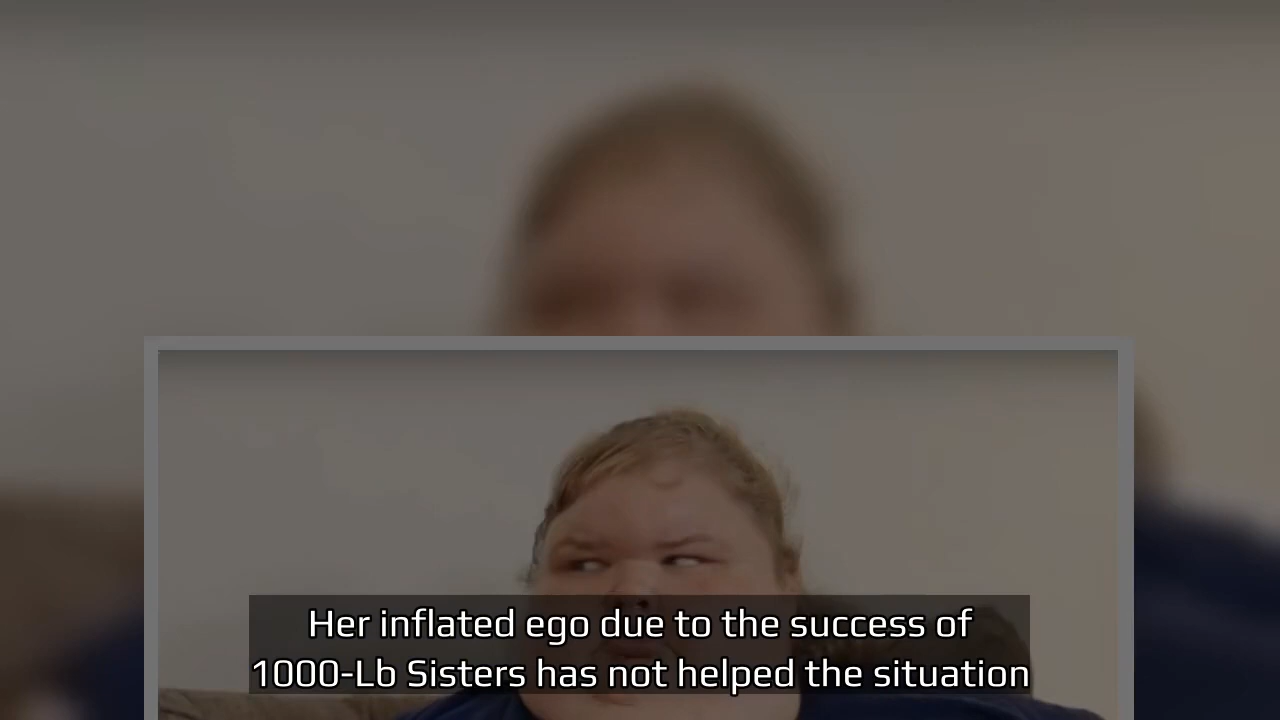 Her inflated ego due to the success of
1000-Lb Sisters has not helped the situation